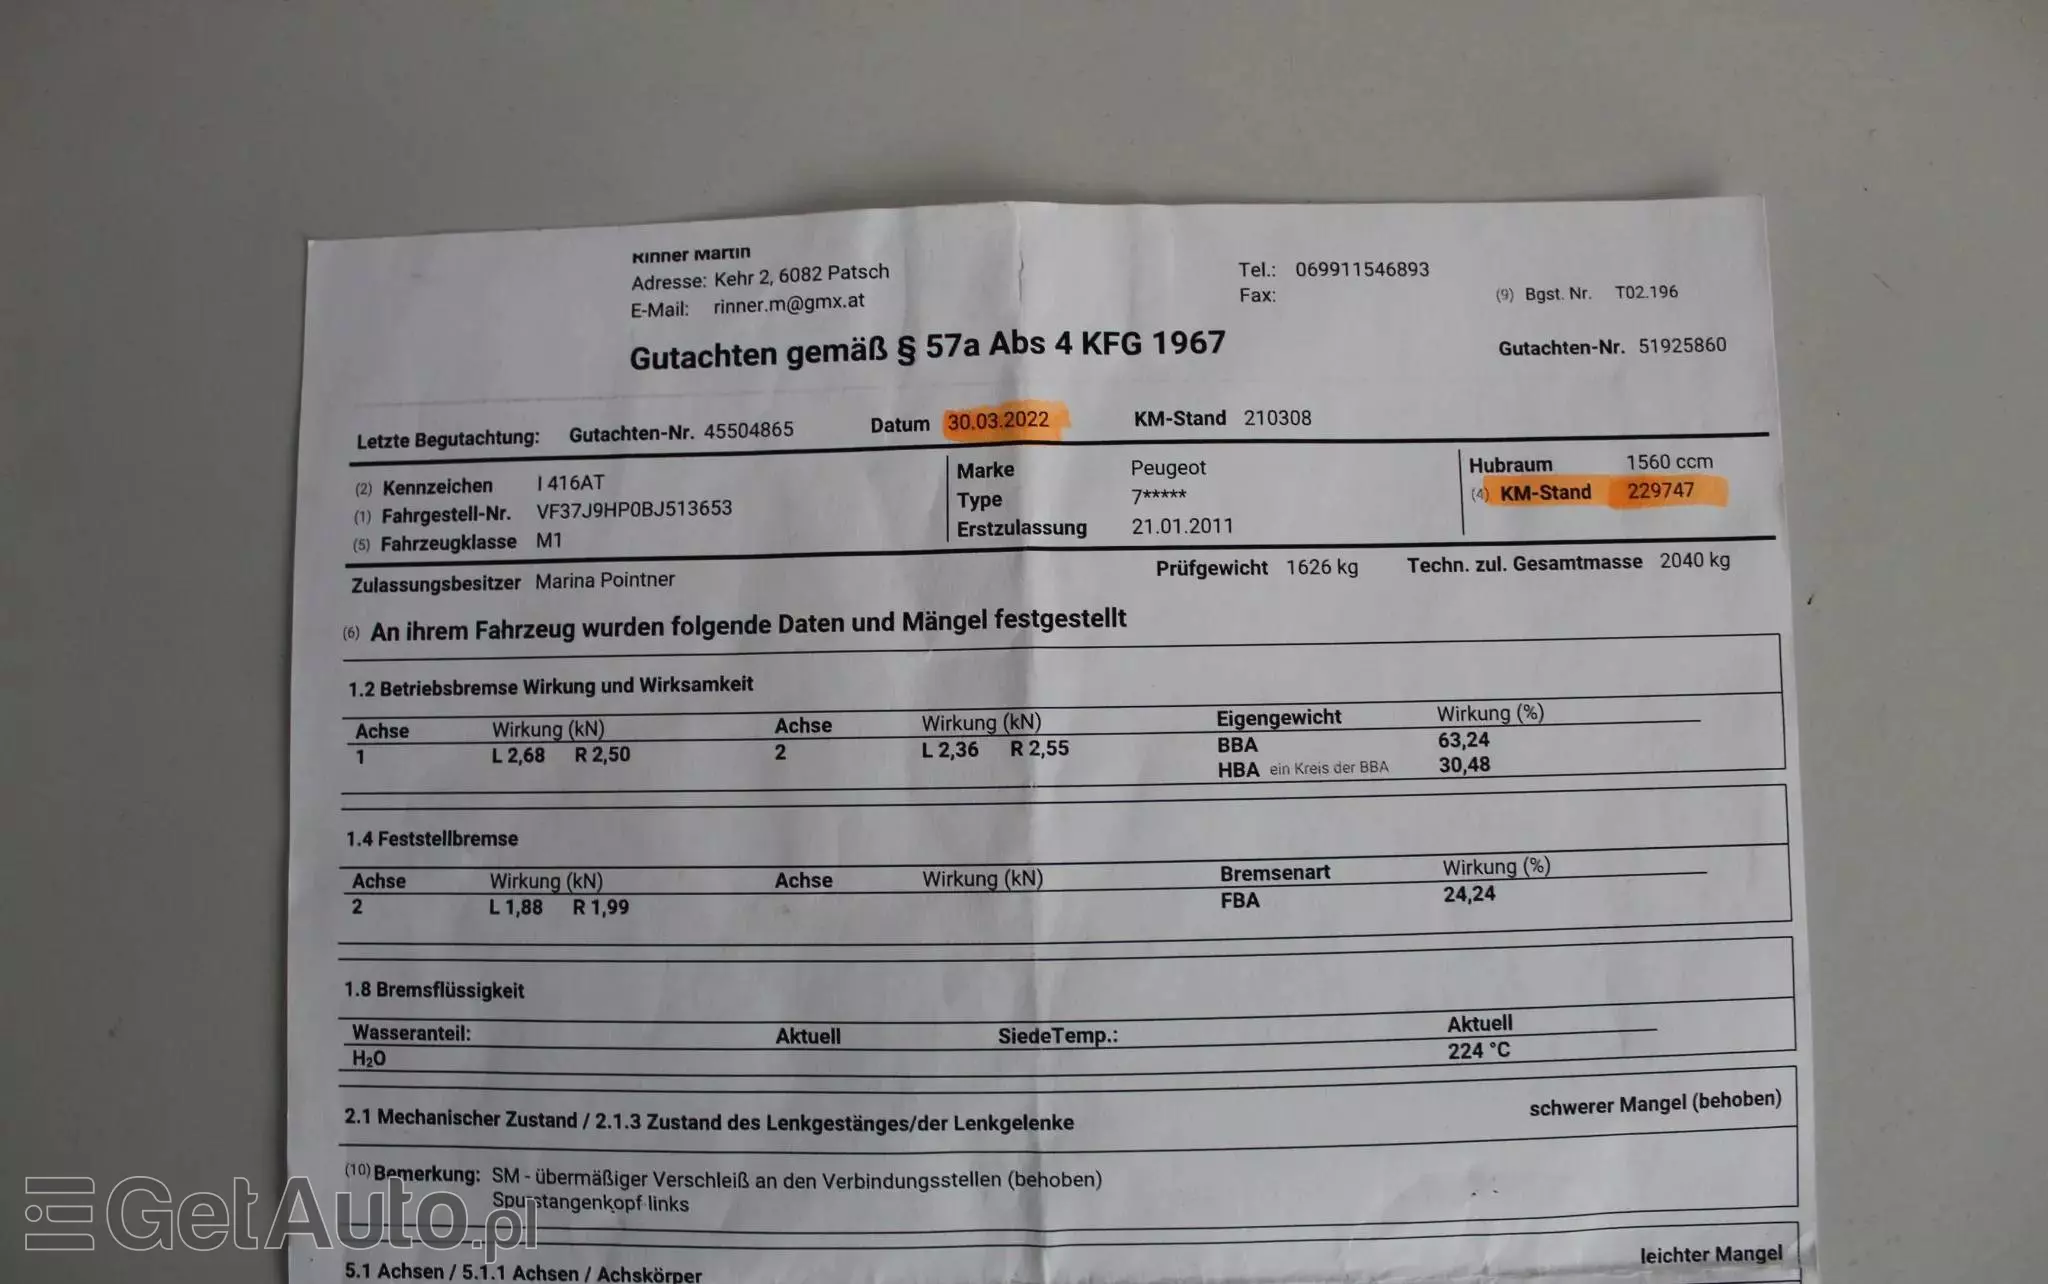 Rinner Martin
Adresse: Kehr 2, 6082 Patsch
E-Mail: rinner.m@gmx.at
Tel.: 069911546893
Fax:
(9) Bgst. Nr. T02.196
Gutachten gemäß § 57a Abs 4 KFG 1967
Gutachten-Nr. 51925860
Letzte Begutachtung: Gutachten-Nr. 45504865 Datum 30.03.2022 KM-Stand 210308
(2) Kennzeichen I 416AT
(1) Fahrgestell-Nr. VF37J9HP0BJ513653
(5) Fahrzeugklasse M1
Marke Peugeot
Type 7*****
Erstzulassung 21.01.2011
Hubraum 1560 ccm
(4) KM-Stand 229747
Zulassungsbesitzer Marina Pointner Prüfgewicht 1626 kg Techn. zul. Gesamtmasse 2040 kg
(6) An ihrem Fahrzeug wurden folgende Daten und Mängel festgestellt
1.2 Betriebsbremse Wirkung und Wirksamkeit
Achse Wirkung (kN) Achse Wirkung (kN) Eigengewicht Wirkung (%)
1 L 2,68 R 2,50 2 L 2,36 R 2,55 BBA 63,24
HBA ein Kreis der BBA 30,48
1.4 Feststellbremse
Achse Wirkung (kN) Achse Wirkung (kN) Bremsenart Wirkung (%)
2 L 1,88 R 1,99 FBA 24,24
1.8 Bremsflüssigkeit
Wasseranteil: Aktuell SiedeTemp.: Aktuell
H₂O 224 °C
2.1 Mechanischer Zustand / 2.1.3 Zustand des Lenkgestänges/der Lenkgelenke schwerer Mangel (behoben)
(10) Bemerkung: SM - übermäßiger Verschleiß an den Verbindungsstellen (behoben)
Spurstangenkopf links
leichter Mangel
5.1 Achsen / 5.1.1 Achsen / Achskörper
GetAuto.pl